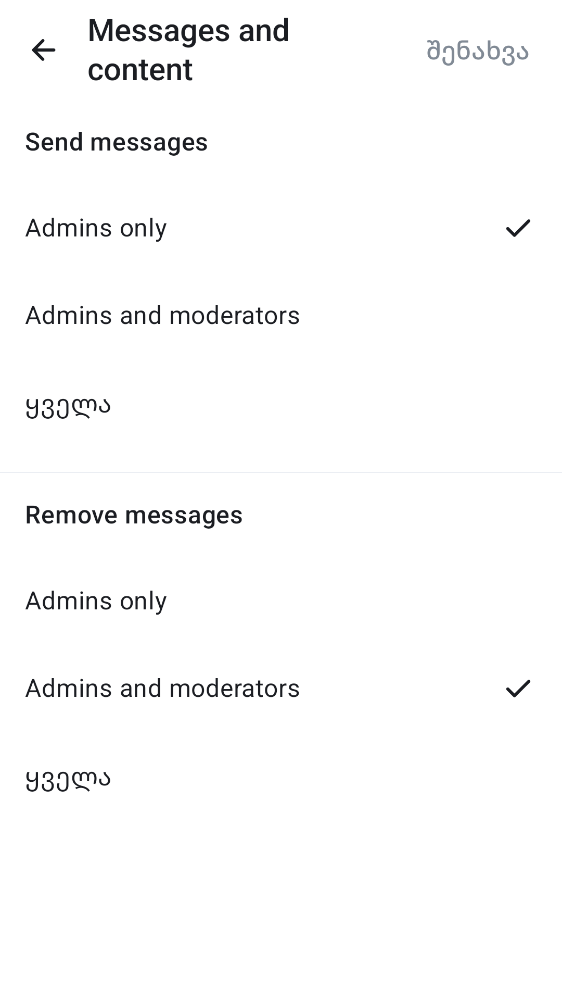 Messages and
content
შენახვა
Send messages
Admins only
Admins and moderators
ყველა
Remove messages
Admins only
Admins and moderators
ყველა